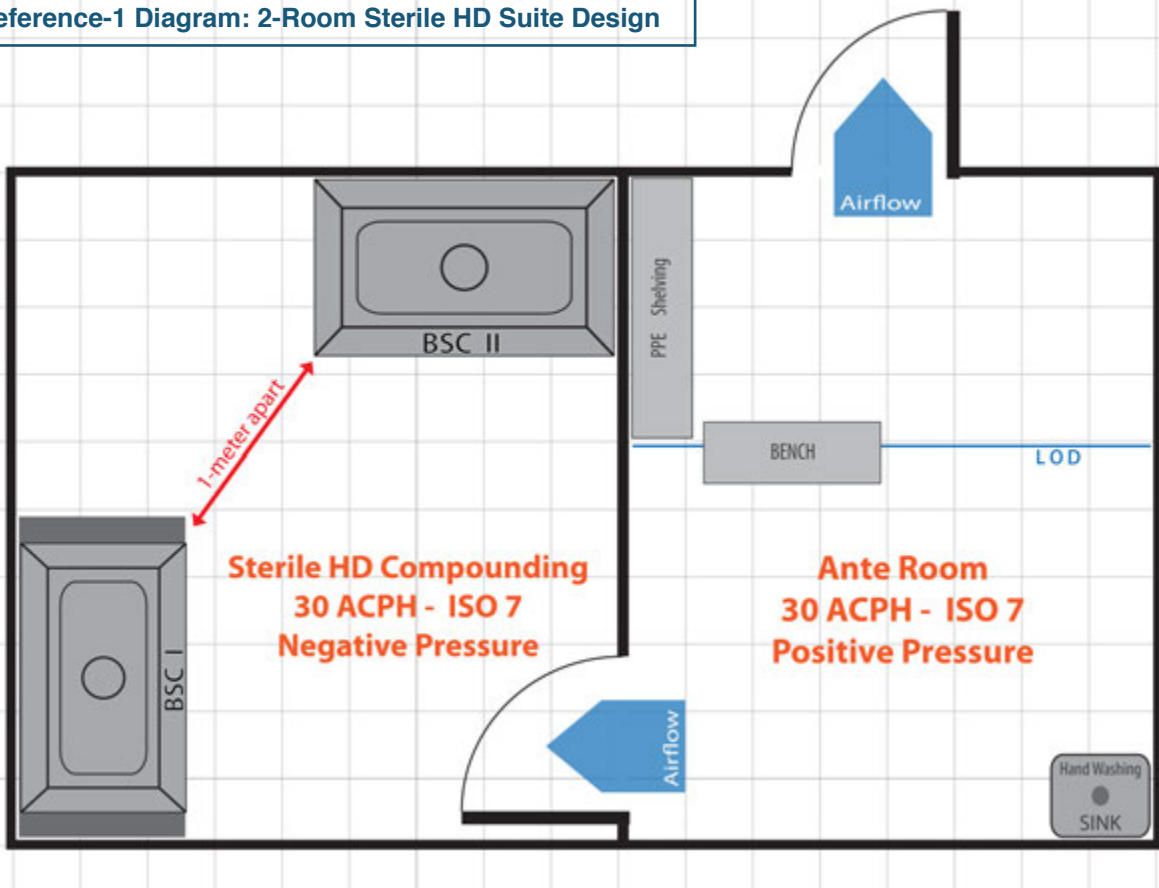 eference-1 Diagram: 2-Room Sterile HD Suite Design
Airflow
PPE Shelving
BSC II
1-meter apart
BENCH
LOD
Sterile HD Compounding
30 ACPH - ISO 7
Negative Pressure
Ante Room
30 ACPH - ISO 7
Positive Pressure
BSC I
Airflow
Hand Washing
SINK